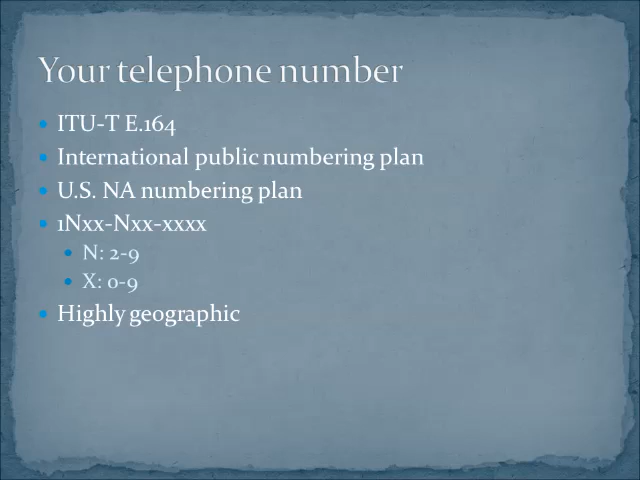 Your telephone number
ITU-T E.164
International public numbering plan
U.S. NA numbering plan
1Nxx-Nxx-xxxx
N: 2-9
X: 0-9
Highly geographic